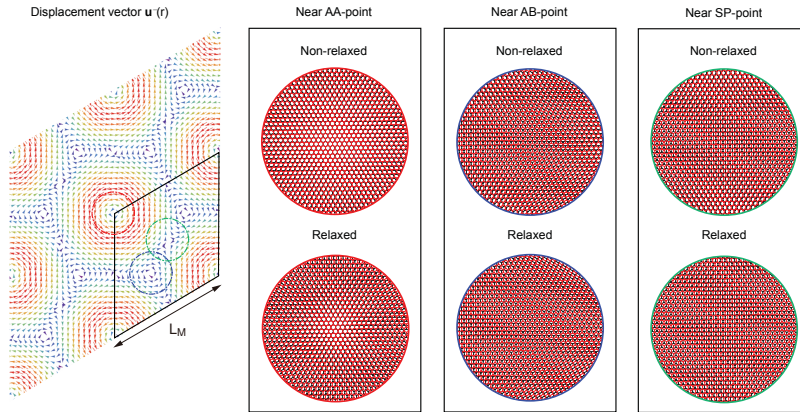 Displacement vector u⁻(r)
Near AA-point
Near AB-point
Near SP-point
Non-relaxed
Non-relaxed
Non-relaxed
Relaxed
Relaxed
Relaxed
L_M